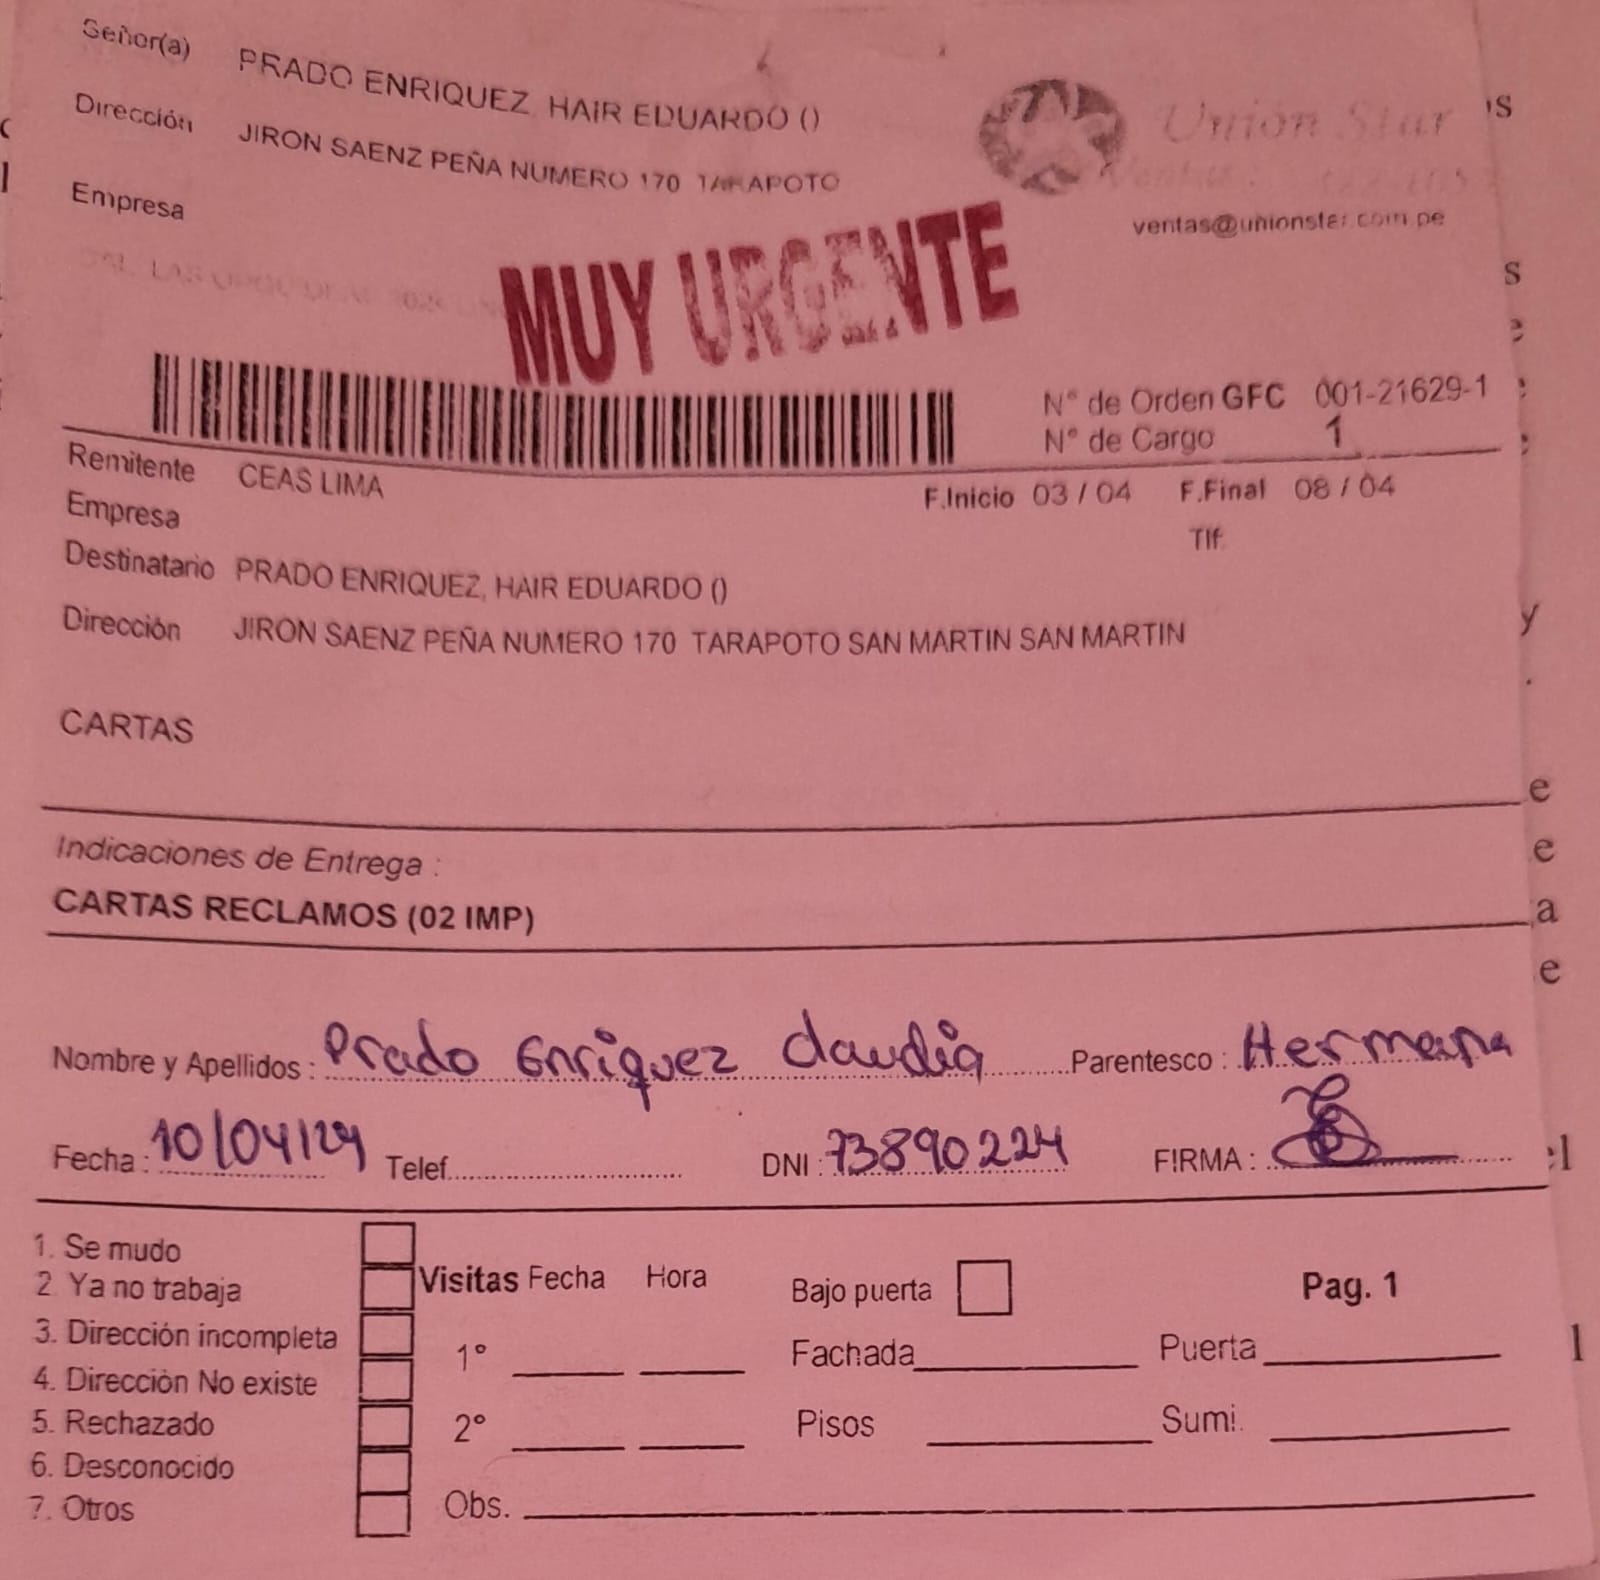 Señor(a) PRADO ENRIQUEZ, HAIR EDUARDO ()
Dirección JIRON SAENZ PEÑA NUMERO 170 TARAPOTO
Empresa
Union Star
ventas@unionstar.com.pe
MUY URGENTE
N° de Orden GFC 001-21629-1
N° de Cargo 1
Remitente CEAS LIMA
F.Inicio 03 / 04 F.Final 08 / 04
Empresa
Tlf:
Destinatario PRADO ENRIQUEZ, HAIR EDUARDO ()
Dirección JIRON SAENZ PEÑA NUMERO 170 TARAPOTO SAN MARTIN SAN MARTIN
CARTAS
Indicaciones de Entrega :
CARTAS RECLAMOS (02 IMP)
Nombre y Apellidos : Prado Enriquez Claudia Parentesco : Hermana
Fecha : 10/04/24 Telef. DNI : 73890224 FIRMA :
1. Se mudo
2 Ya no trabaja
3. Dirección incompleta
4. Dirección No existe
5. Rechazado
6. Desconocido
7. Otros
Visitas Fecha Hora
1°
2°
Obs.
Bajo puerta
Fachada Puerta
Pisos Sumi.
Pag. 1